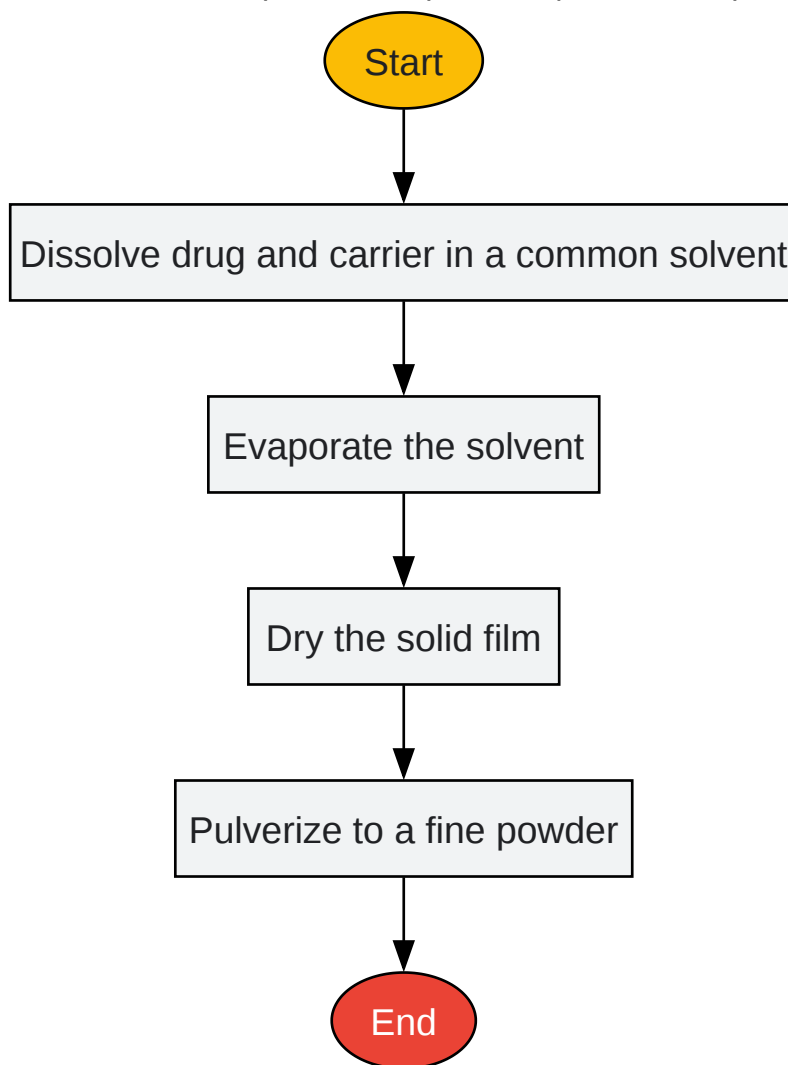 Start
Dissolve drug and carrier in a common solvent
Evaporate the solvent
Dry the solid film
Pulverize to a fine powder
End